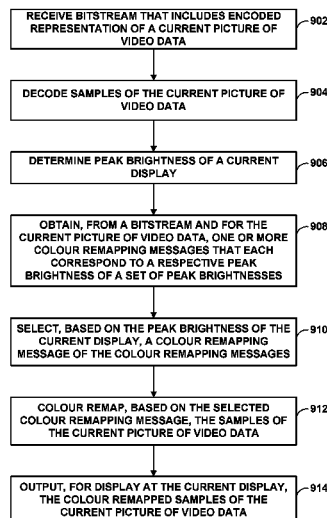 RECEIVE BITSTREAM THAT INCLUDES ENCODED
REPRESENTATION OF A CURRENT PICTURE OF
VIDEO DATA
902
DECODE SAMPLES OF THE CURRENT PICTURE OF
VIDEO DATA
904
DETERMINE PEAK BRIGHTNESS OF A CURRENT
DISPLAY
906
OBTAIN, FROM A BITSTREAM AND FOR THE
CURRENT PICTURE OF VIDEO DATA, ONE OR MORE
COLOUR REMAPPING MESSAGES THAT EACH
CORRESPOND TO A RESPECTIVE PEAK
BRIGHTNESS OF A SET OF PEAK BRIGHTNESSES
908
SELECT, BASED ON THE PEAK BRIGHTNESS OF THE
CURRENT DISPLAY, A COLOUR REMAPPING
MESSAGE OF THE COLOUR REMAPPING MESSAGES
910
COLOUR REMAP, BASED ON THE SELECTED
COLOUR REMAPPING MESSAGE, THE SAMPLES OF
THE CURRENT PICTURE OF VIDEO DATA
912
OUTPUT, FOR DISPLAY AT THE CURRENT DISPLAY,
THE COLOUR REMAPPED SAMPLES OF THE
CURRENT PICTURE OF VIDEO DATA
914